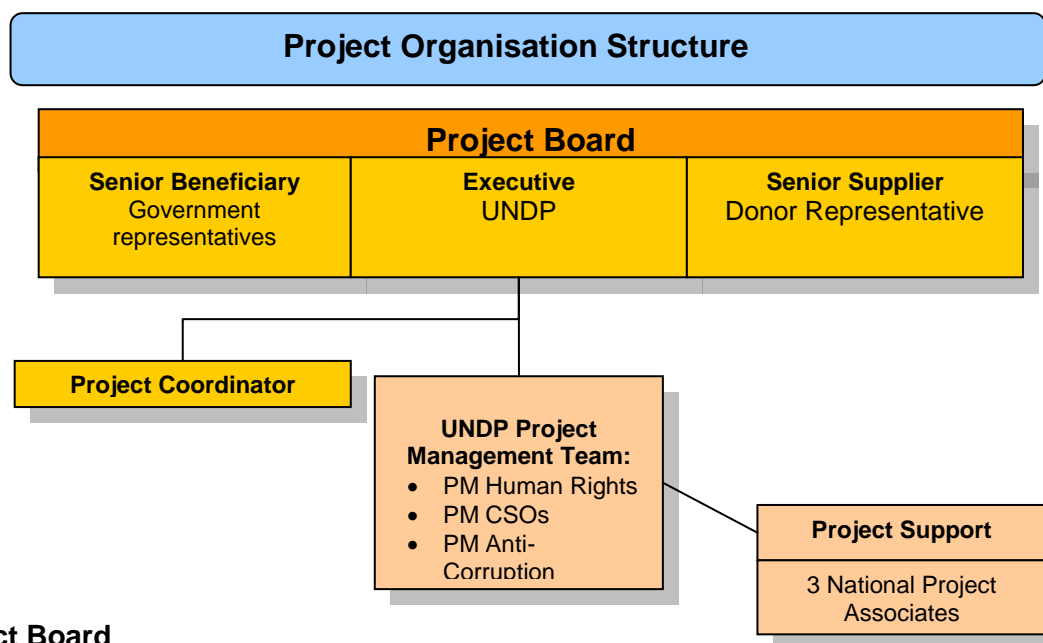 Project Organisation Structure
Project Board
Senior Beneficiary
Government
representatives
Executive
UNDP
Senior Supplier
Donor Representative
Project Coordinator
UNDP Project
Management Team:
• PM Human Rights
• PM CSOs
• PM Anti-
Corruption
Project Support
3 National Project
Associates
ct Board